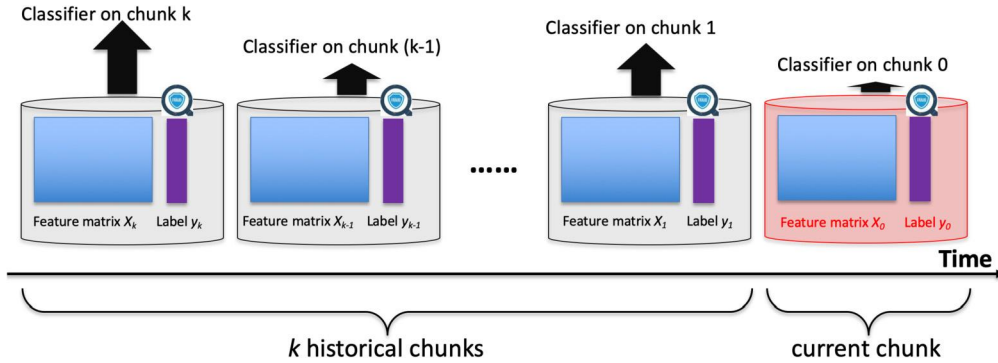 Classifier on chunk k
Classifier on chunk (k-1)
Classifier on chunk 1
Classifier on chunk 0
......
Feature matrix Xk Label yk
Feature matrix Xk-1 Label yk-1
Feature matrix X1 Label y1
Feature matrix X0 Label y0
Time
k historical chunks
current chunk